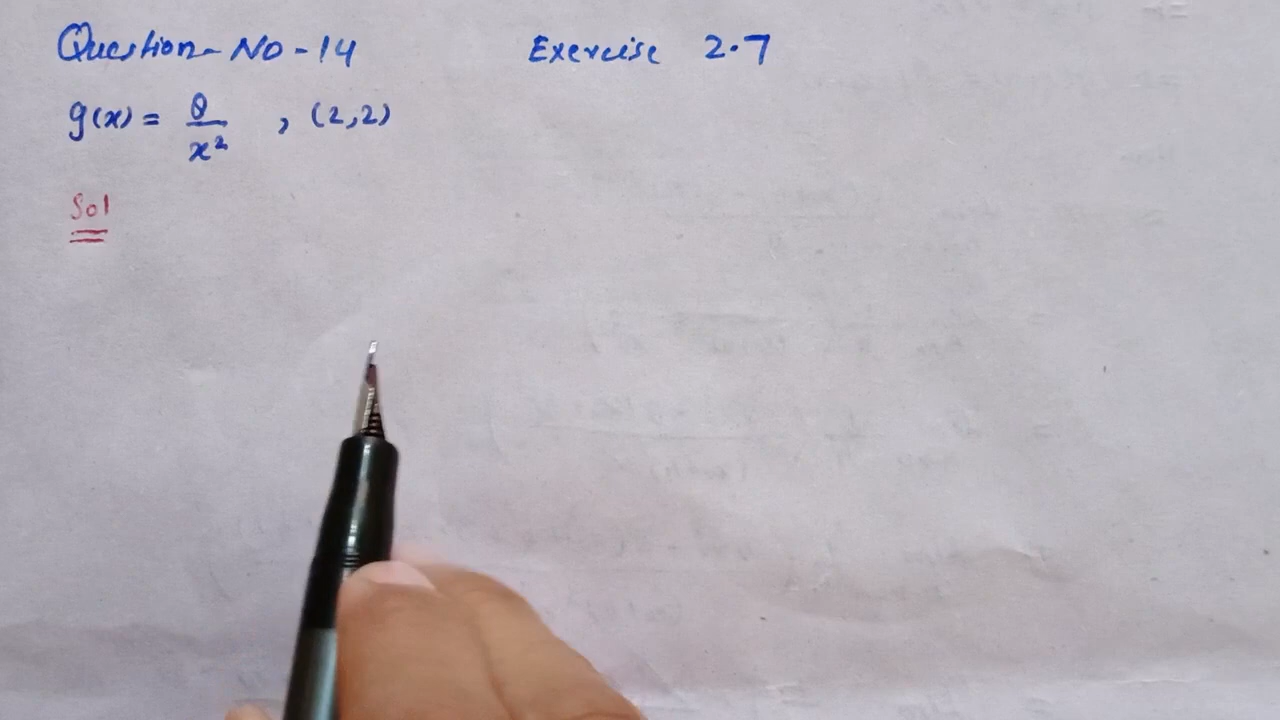 Question-No-14 Exercise 2.7
g(x) = 8/x² , (2,2)
Sol